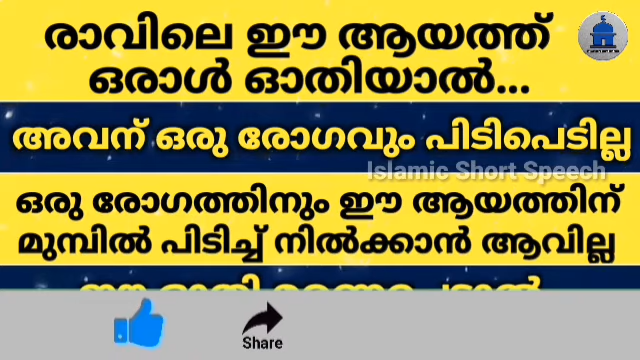 രാവിലെ ഈ ആയത്ത്
ഒരാൾ ഓതിയാൽ...
അവന് ഒരു രോഗവും പിടിപെടില്ല
Islamic Short Speech
ഒരു രോഗത്തിനും ഈ ആയത്തിന്
മുമ്പിൽ പിടിച്ച് നിൽക്കാൻ ആവില്ല
Share